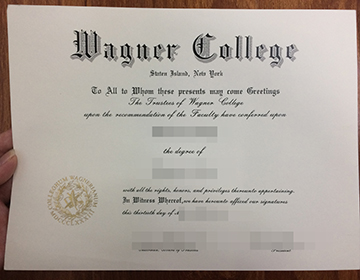 Wagner College
Staten Island, New York
To All to Whom these presents may come Greetings
The Trustees of Wagner College
upon the recommendation of the Faculty have conferred upon
the degree of
with all the rights, honors, and privileges thereunto appertaining.
In Witness Whereof, we have hereunto affixed our signatures
this thirtieth day of